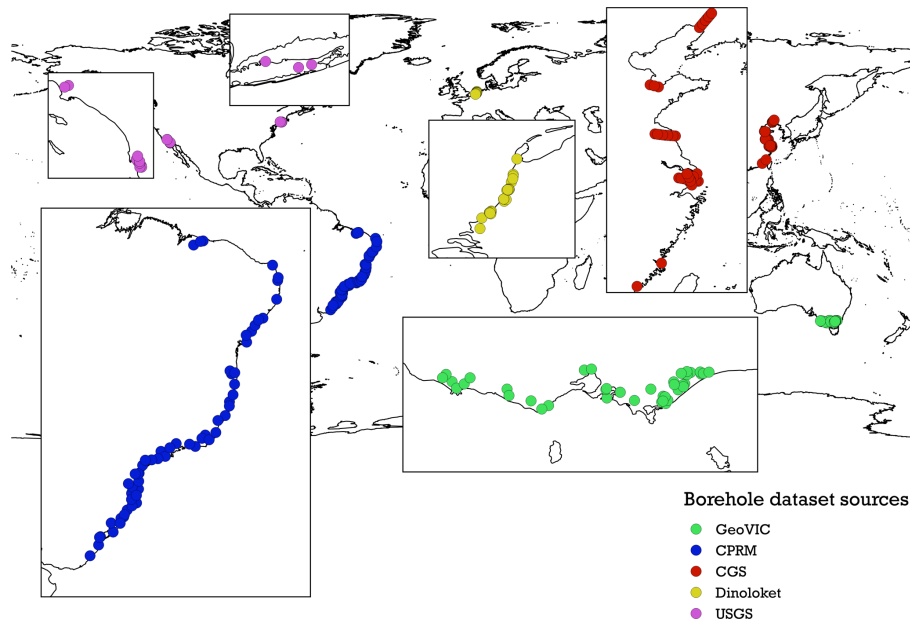 Borehole dataset sources
GeoVIC
CPRM
CGS
Dinoloket
USGS